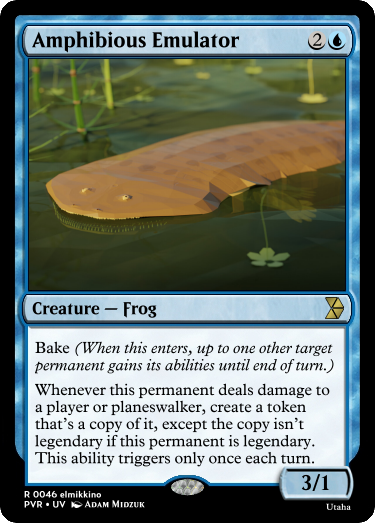 Amphibious Emulator 2
Creature — Frog
Bake (When this enters, up to one other target
permanent gains its abilities until end of turn.)
Whenever this permanent deals damage to
a player or planeswalker, create a token
that's a copy of it, except the copy isn't
legendary if this permanent is legendary.
This ability triggers only once each turn.
3/1
R 0046 elmikkino
PVR • UV ADAM MIDZUK
Utaha